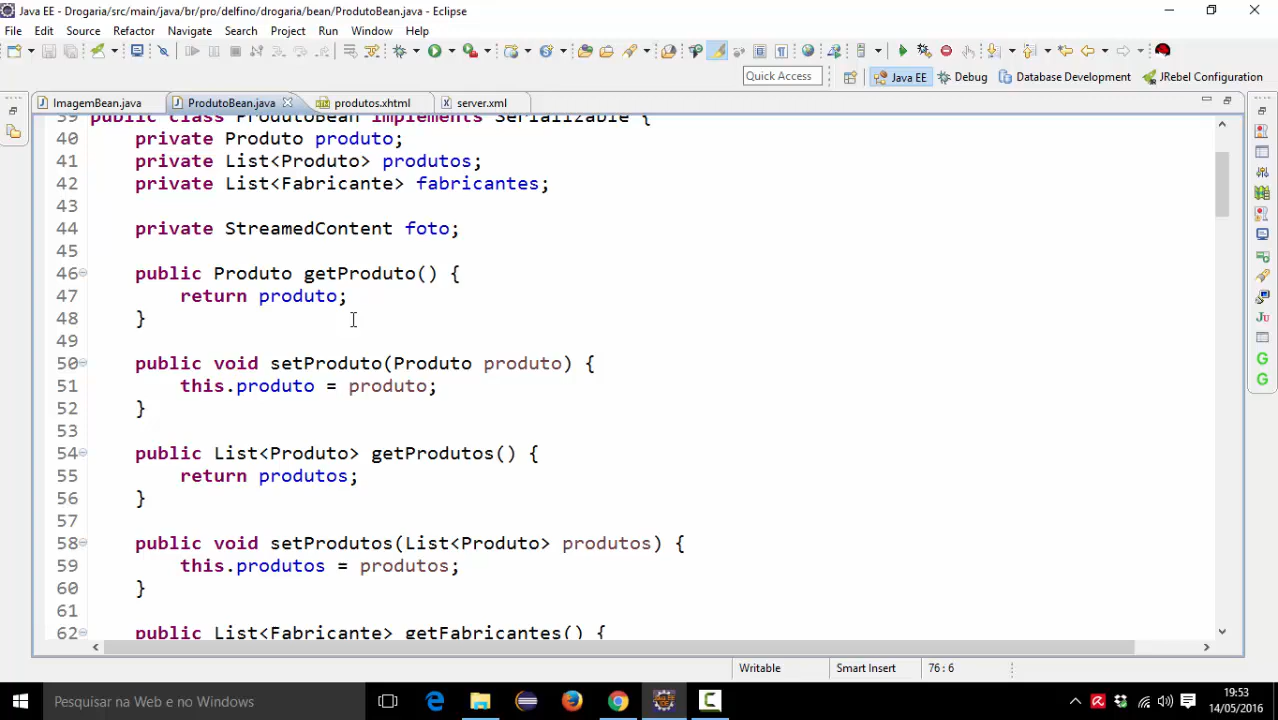 Java EE - Drogaria/src/main/java/br/pro/delfino/drogaria/bean/ProdutoBean.java - Eclipse
File Edit Source Refactor Navigate Search Project Run Window Help
Quick Access Java EE Debug Database Development JRebel Configuration
ImagemBean.java ProdutoBean.java produtos.xhtml server.xml
39 public class ProdutoBean implements Serializable {
40 private Produto produto;
41 private List<Produto> produtos;
42 private List<Fabricante> fabricantes;
43
44 private StreamedContent foto;
45
46 public Produto getProduto() {
47 return produto;
48 }
49
50 public void setProduto(Produto produto) {
51 this.produto = produto;
52 }
53
54 public List<Produto> getProdutos() {
55 return produtos;
56 }
57
58 public void setProdutos(List<Produto> produtos) {
59 this.produtos = produtos;
60 }
61
62 public List<Fabricante> getFabricantes() {
Writable Smart Insert 76 : 6
Pesquisar na Web e no Windows
19:53
14/05/2016